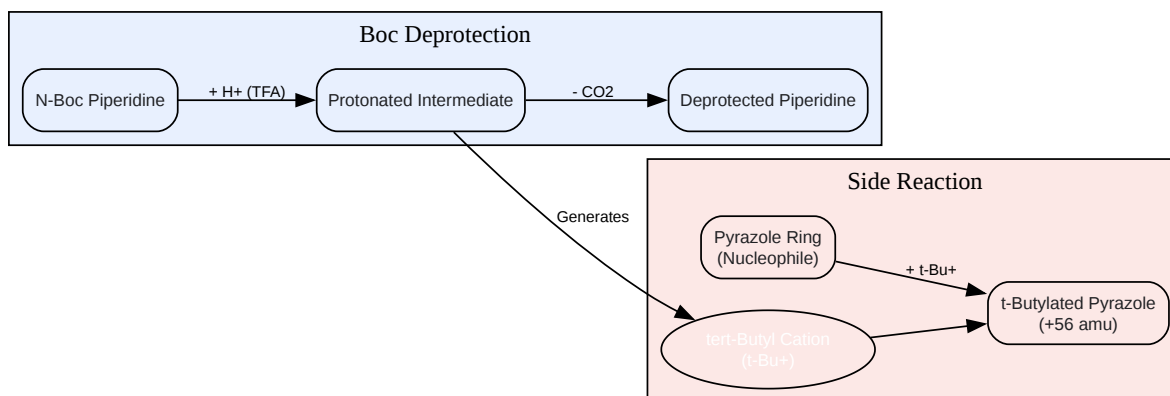 Boc Deprotection
N-Boc Piperidine
+ H+ (TFA)
Protonated Intermediate
- CO2
Deprotected Piperidine
Generates
Side Reaction
Pyrazole Ring
(Nucleophile)
+ t-Bu+
t-Butylated Pyrazole
(+56 amu)
tert-Butyl Cation
(t-Bu+)